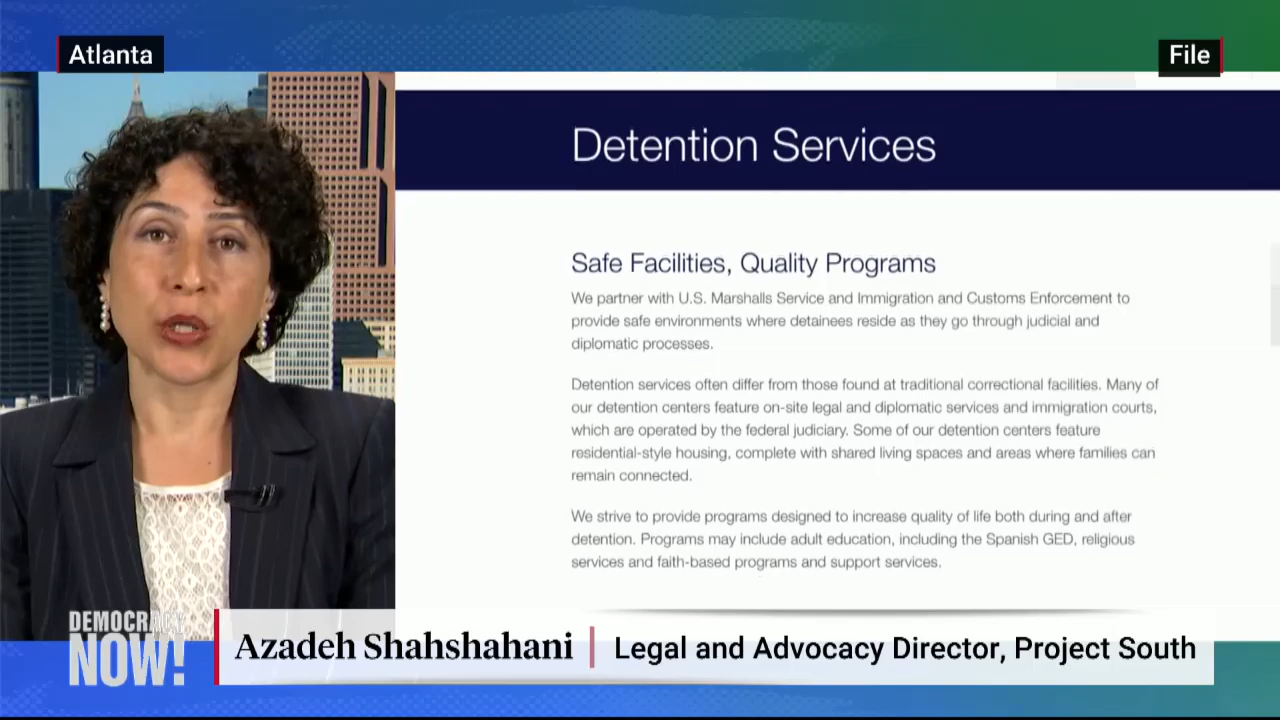 Atlanta
File
Detention Services
Safe Facilities, Quality Programs
We partner with U.S. Marshalls Service and Immigration and Customs Enforcement to
provide safe environments where detainees reside as they go through judicial and
diplomatic processes.
Detention services often differ from those found at traditional correctional facilities. Many of
our detention centers feature on-site legal and diplomatic services and immigration courts,
which are operated by the federal judiciary. Some of our detention centers feature
residential-style housing, complete with shared living spaces and areas where families can
remain connected.
We strive to provide programs designed to increase quality of life both during and after
detention. Programs may include adult education, including the Spanish GED, religious
services and faith-based programs and support services.
DEMOCRACY
NOW!
Azadeh Shahshahani | Legal and Advocacy Director, Project South